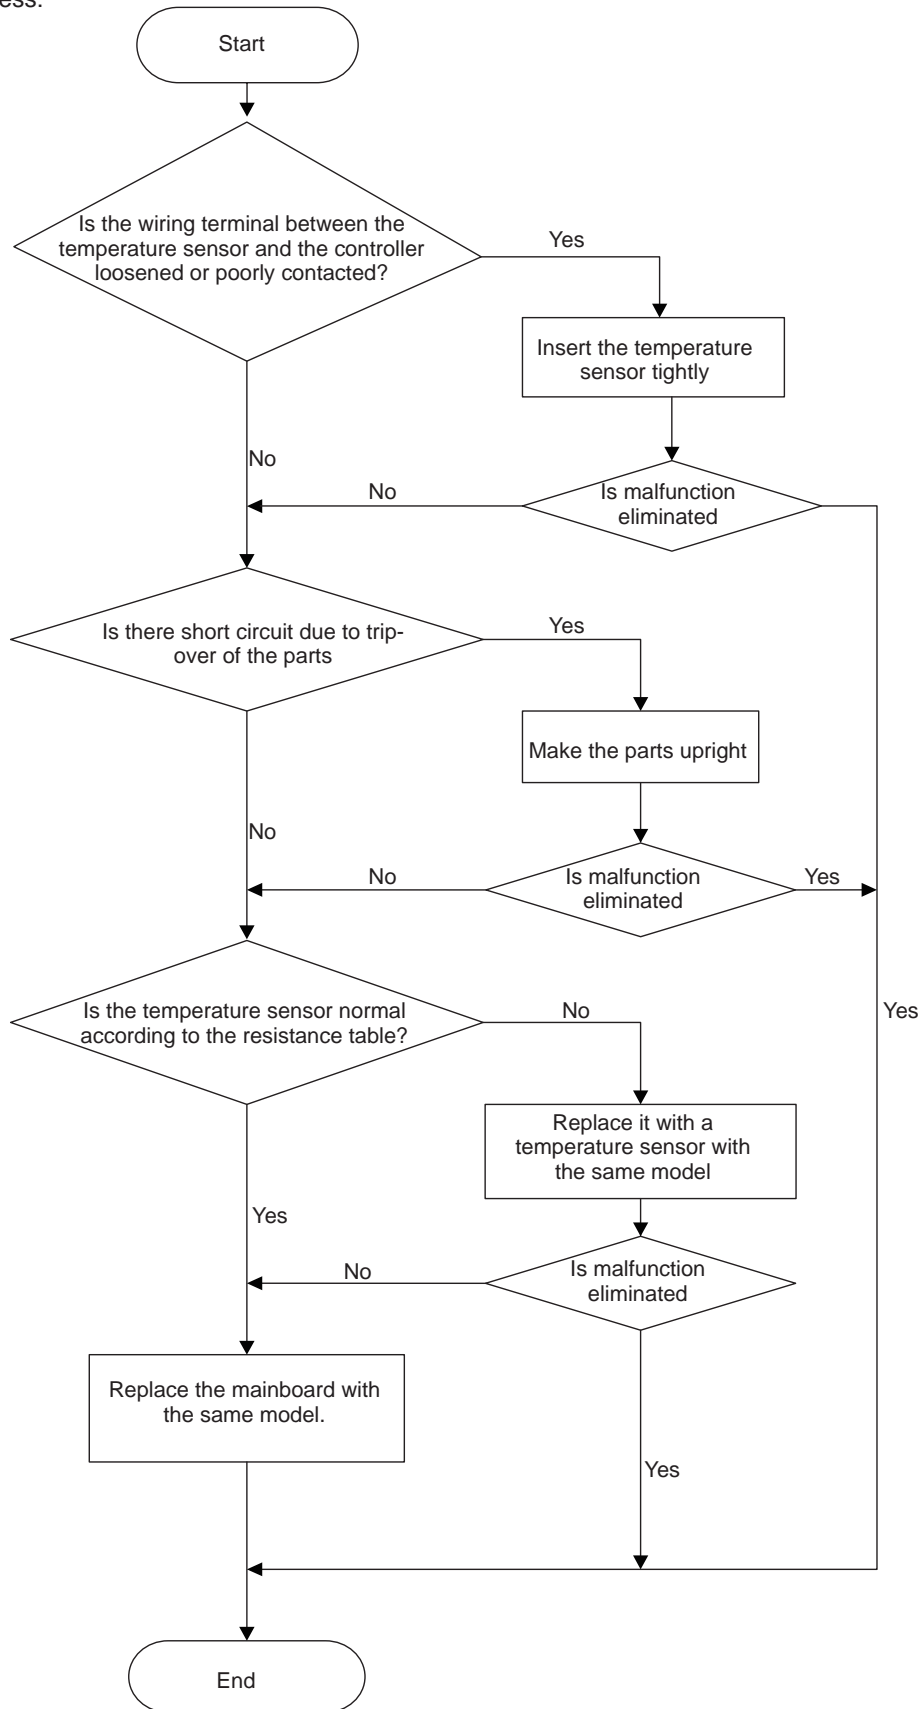 ess.
Start
Is the wiring terminal between the
temperature sensor and the controller
loosened or poorly contacted?
Yes
Insert the temperature
sensor tightly
No
No
Is malfunction
eliminated
Is there short circuit due to trip-
over of the parts
Yes
Make the parts upright
No
No
Is malfunction
eliminated
Yes
Is the temperature sensor normal
according to the resistance table?
No
Yes
Replace it with a
temperature sensor with
the same model
Yes
No
Is malfunction
eliminated
Replace the mainboard with
the same model.
Yes
End